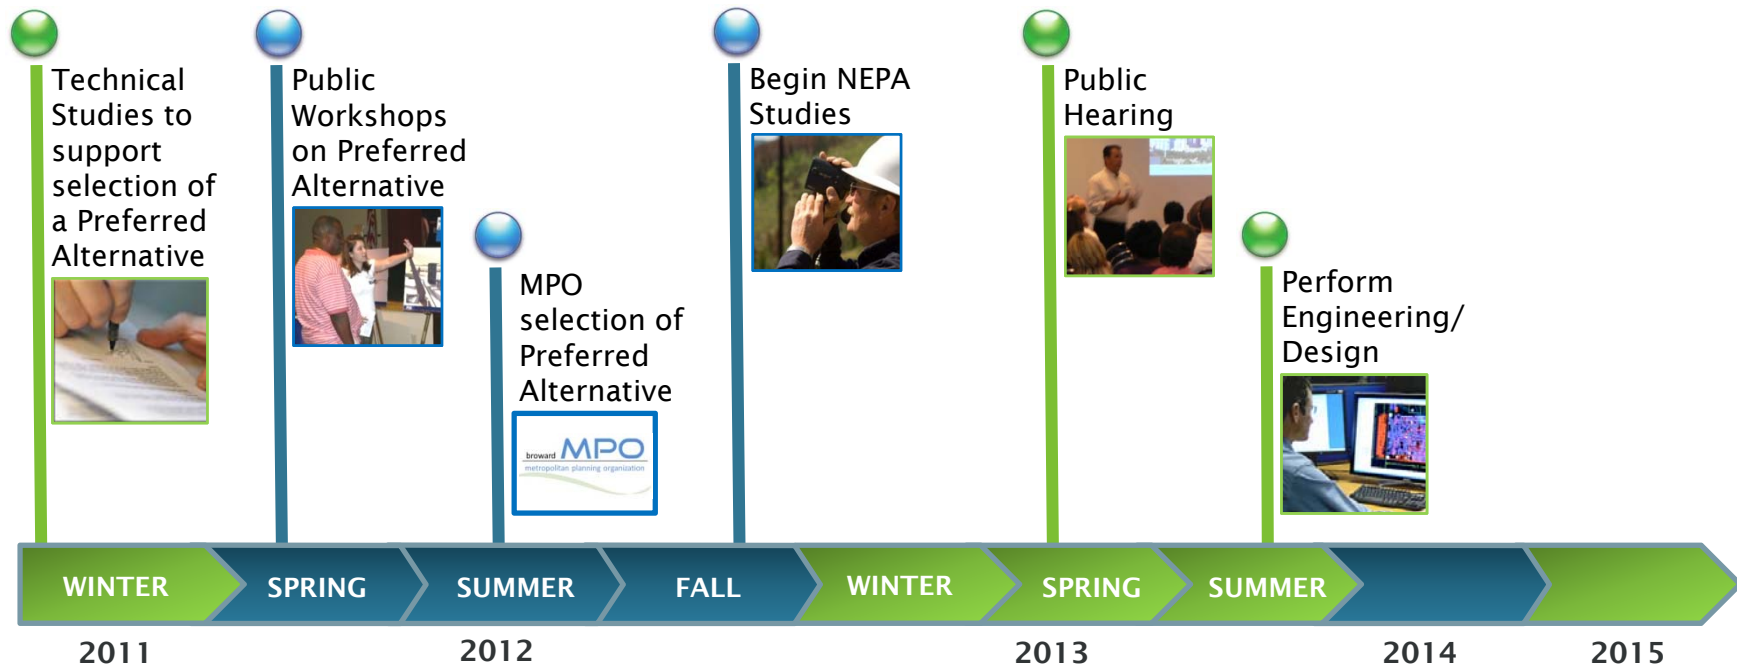 Technical
Studies to
support
selection of
a Preferred
Alternative
Public
Workshops
on Preferred
Alternative
MPO
selection of
Preferred
Alternative
broward MPO
metropolitan planning organization
Begin NEPA
Studies
Public
Hearing
Perform
Engineering/
Design
WINTER
SPRING
SUMMER
FALL
WINTER
SPRING
SUMMER
2011
2012
2013
2014
2015